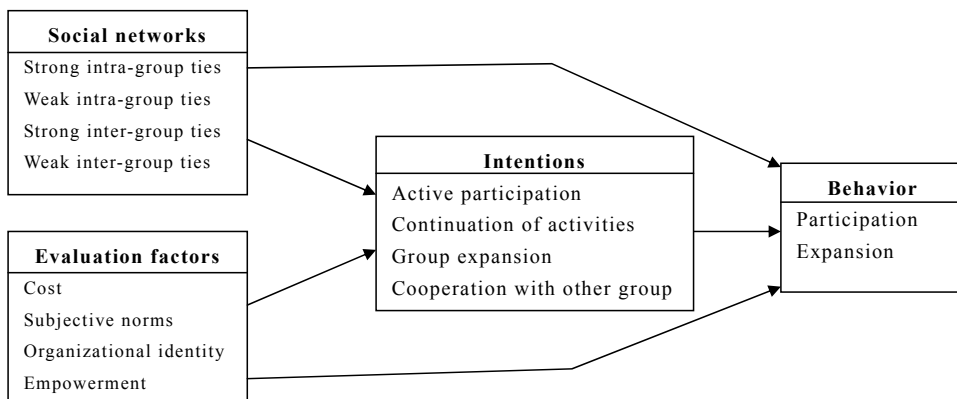 Social networks
Strong intra-group ties
Weak intra-group ties
Strong inter-group ties
Weak inter-group ties
Evaluation factors
Cost
Subjective norms
Organizational identity
Empowerment
Intentions
Active participation
Continuation of activities
Group expansion
Cooperation with other group
Behavior
Participation
Expansion